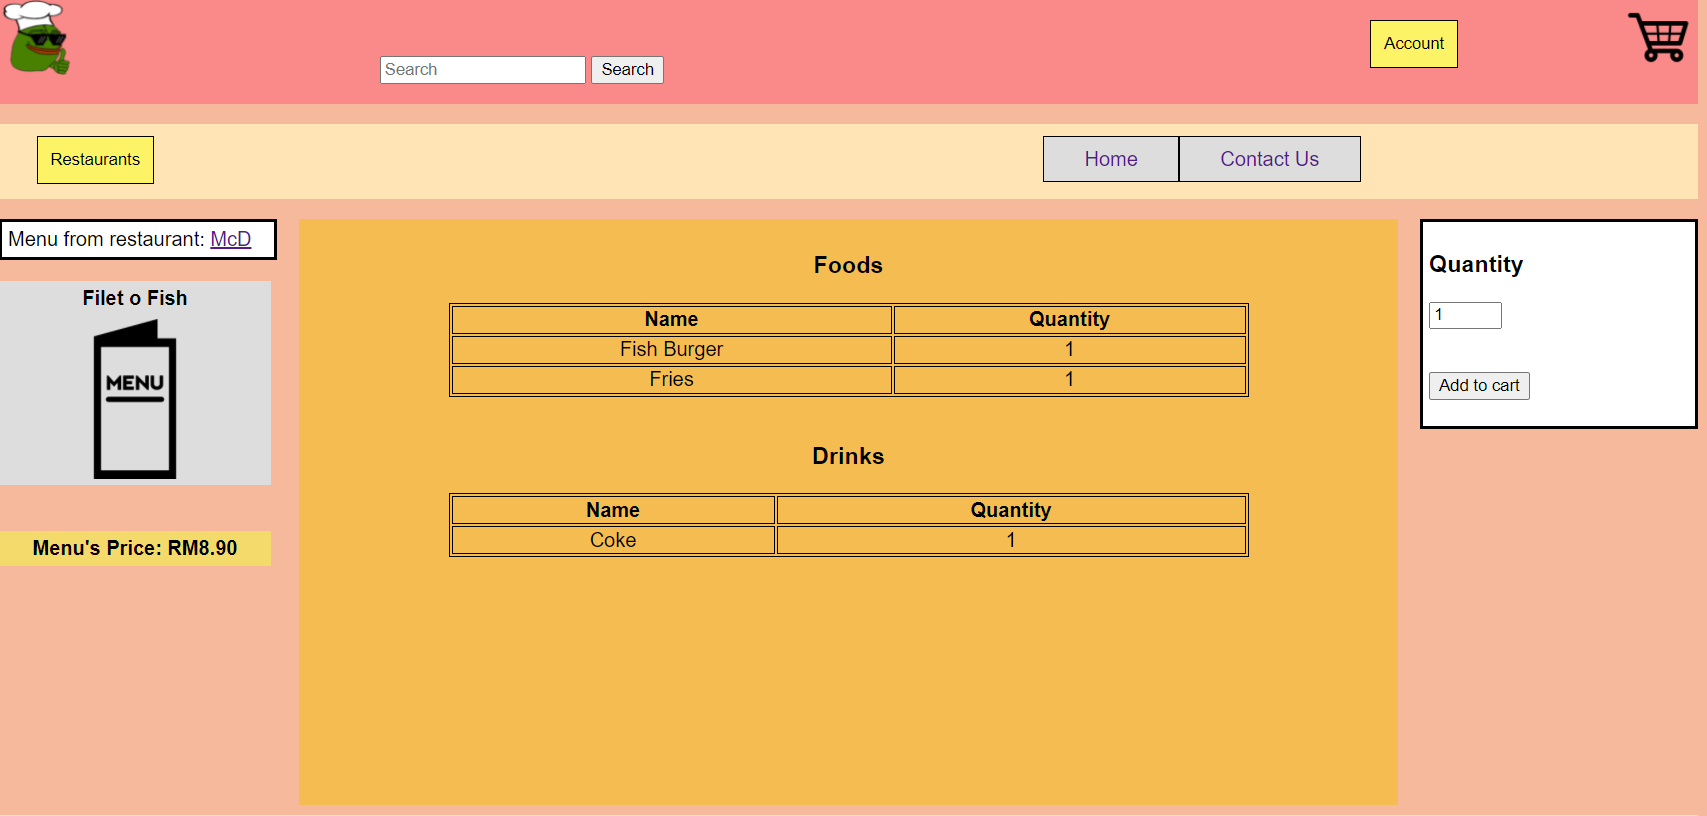 Search Search
Account
Restaurants
Home Contact Us
Menu from restaurant: McD
Filet o Fish
MENU
Menu's Price: RM8.90
Foods
Name Quantity
Fish Burger 1
Fries 1
Drinks
Name Quantity
Coke 1
Quantity
1
Add to cart